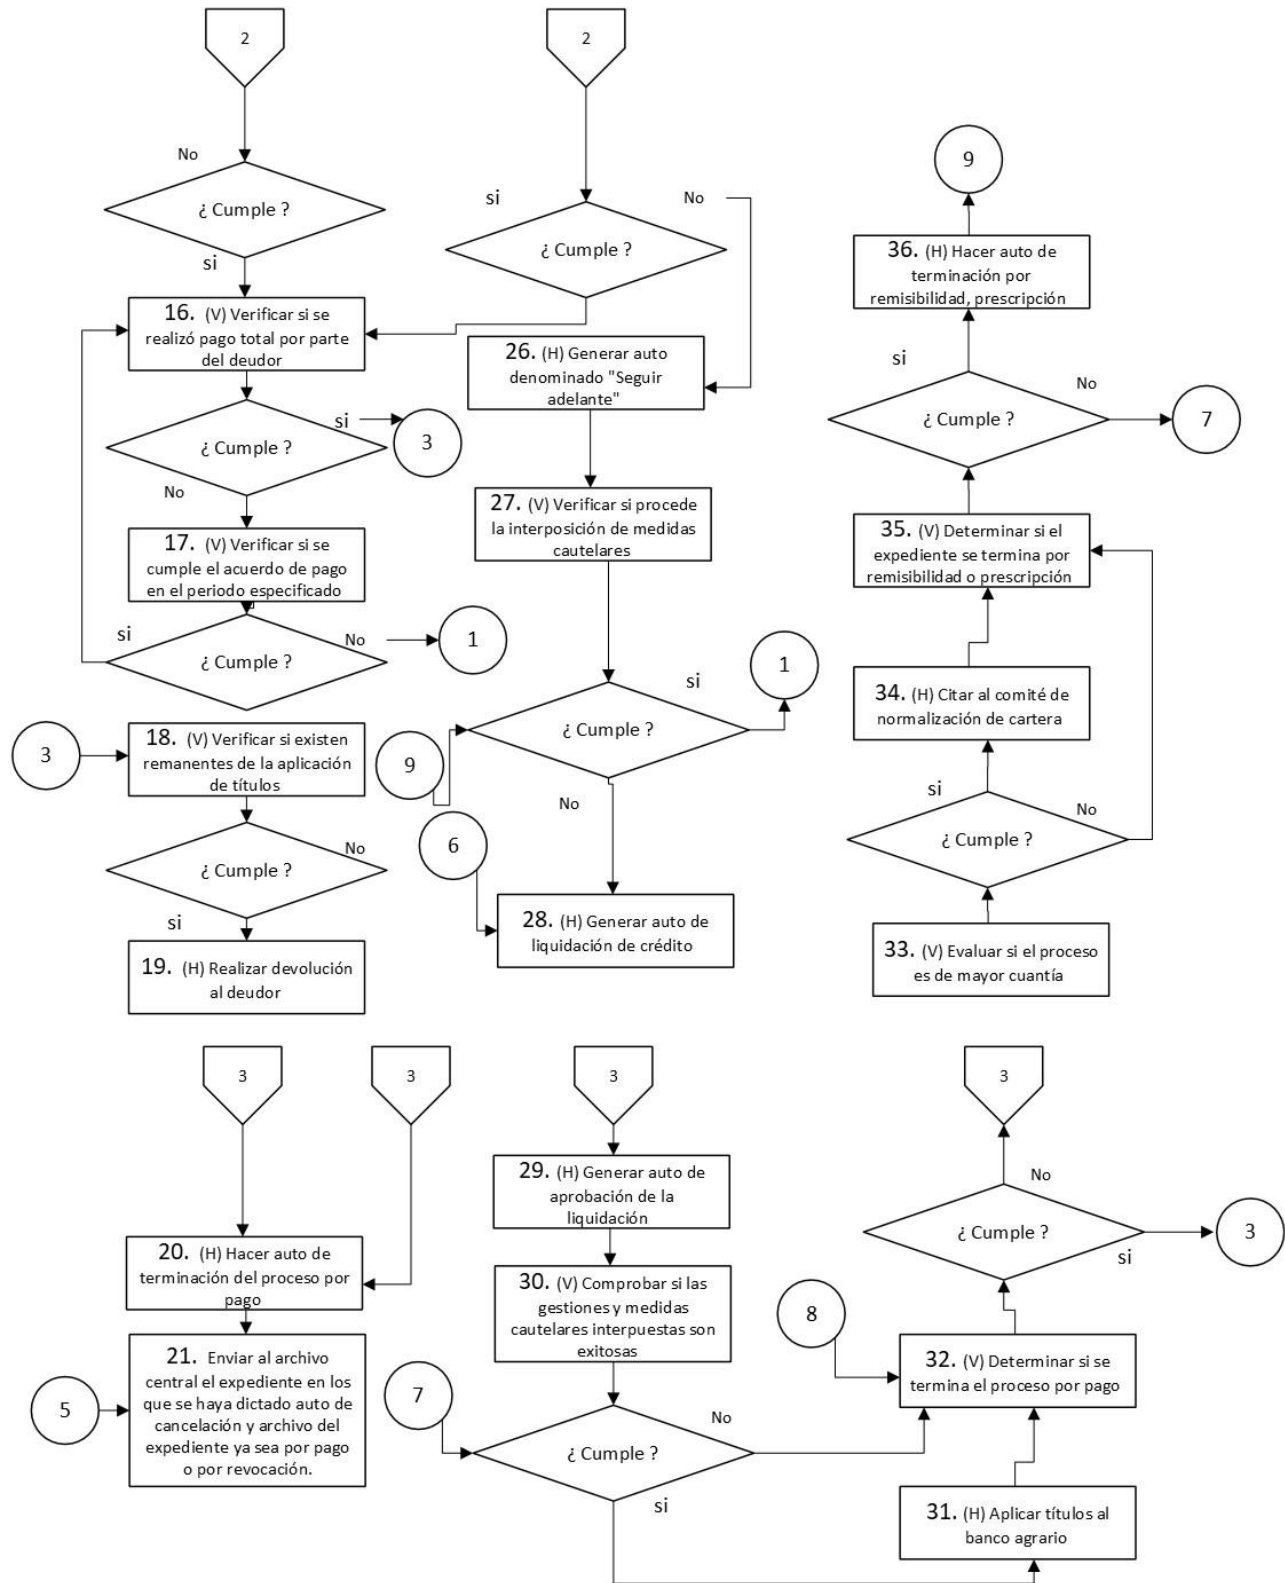 2
No
¿ Cumple ?
si
16. (V) Verificar si se
realizó pago total por parte
del deudor
si
¿ Cumple ?
3
No
17. (V) Verificar si se
cumple el acuerdo de pago
en el periodo especificado
si
No
1
¿ Cumple ?
3
18. (V) Verificar si existen
remanentes de la aplicación
de títulos
No
¿ Cumple ?
si
19. (H) Realizar devolución
al deudor
2
si
No
¿ Cumple ?
26. (H) Generar auto
denominado "Seguir
adelante"
27. (V) Verificar si procede
la interposición de medidas
cautelares
si
1
¿ Cumple ?
9
No
6
28. (H) Generar auto de
liquidación de crédito
9
36. (H) Hacer auto de
terminación por
remisibilidad, prescripción
si
No
¿ Cumple ?
7
35. (V) Determinar si el
expediente se termina por
remisibilidad o prescripción
34. (H) Citar al comité de
normalización de cartera
si
No
¿ Cumple ?
33. (V) Evaluar si el proceso
es de mayor cuantía
3
3
20. (H) Hacer auto de
terminación del proceso por
pago
5
21. Enviar al archivo
central el expediente en los
que se haya dictado auto de
cancelación y archivo del
expediente ya sea por pago
o por revocación.
3
29. (H) Generar auto de
aprobación de la
liquidación
30. (V) Comprobar si las
gestiones y medidas
cautelares interpuestas son
exitosas
7
No
¿ Cumple ?
si
3
No
¿ Cumple ?
3
si
8
32. (V) Determinar si se
termina el proceso por pago
31. (H) Aplicar títulos al
banco agrario